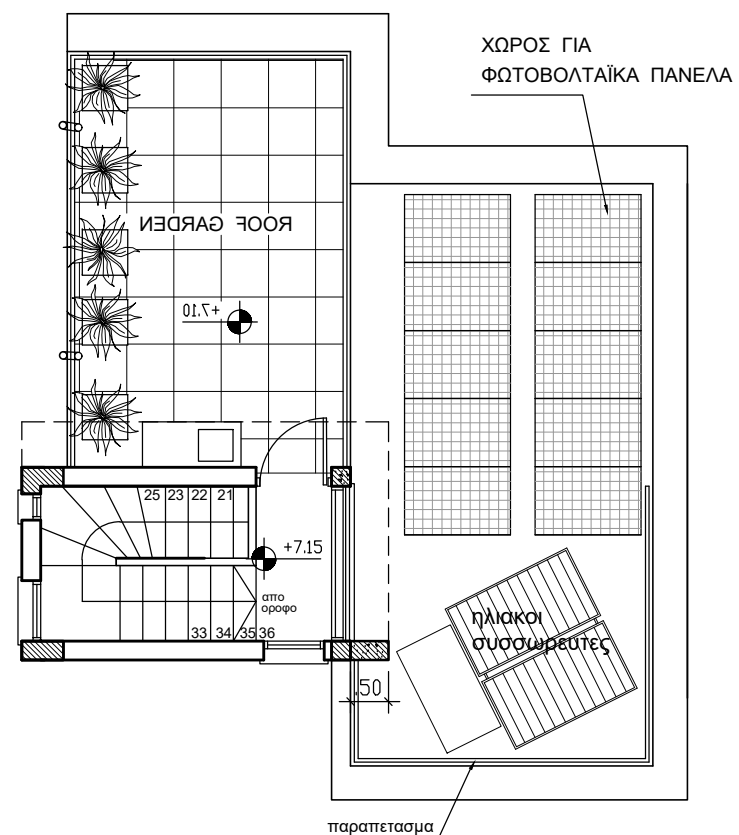 ΧΩΡΟΣ ΓΙΑ
ΦΩΤΟΒΟΛΤΑΪΚΑ ΠΑΝΕΛΑ
ROOF GARDEN
+7.10
25 23 22 21
+7.15
απο
οροφο
33 34 35 36
ηλιακοι
συσσωρευτες
.50
παραπετασμα